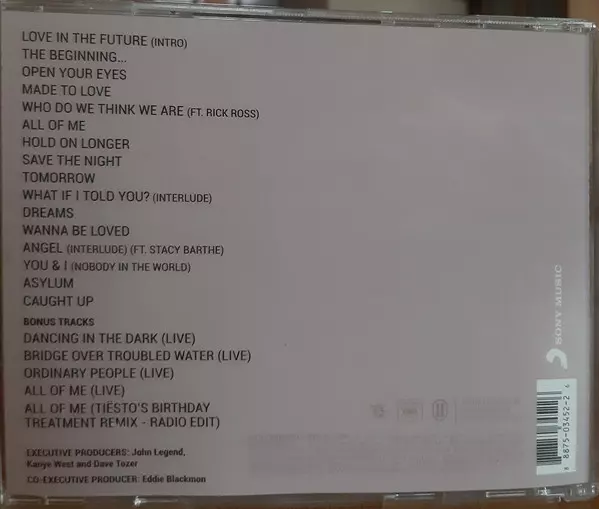 LOVE IN THE FUTURE (INTRO)
THE BEGINNING...
OPEN YOUR EYES
MADE TO LOVE
WHO DO WE THINK WE ARE (FT. RICK ROSS)
ALL OF ME
HOLD ON LONGER
SAVE THE NIGHT
TOMORROW
WHAT IF I TOLD YOU? (INTERLUDE)
DREAMS
WANNA BE LOVED
ANGEL (INTERLUDE) (FT. STACY BARTHE)
YOU & I (NOBODY IN THE WORLD)
ASYLUM
CAUGHT UP
BONUS TRACKS
DANCING IN THE DARK (LIVE)
BRIDGE OVER TROUBLED WATER (LIVE)
ORDINARY PEOPLE (LIVE)
ALL OF ME (LIVE)
ALL OF ME (TIËSTO'S BIRTHDAY
TREATMENT REMIX - RADIO EDIT)
EXECUTIVE PRODUCERS: John Legend,
Kanye West and Dave Tozer
CO-EXECUTIVE PRODUCER: Eddie Blackmon
SONY MUSIC
8 8875-03452-2 6